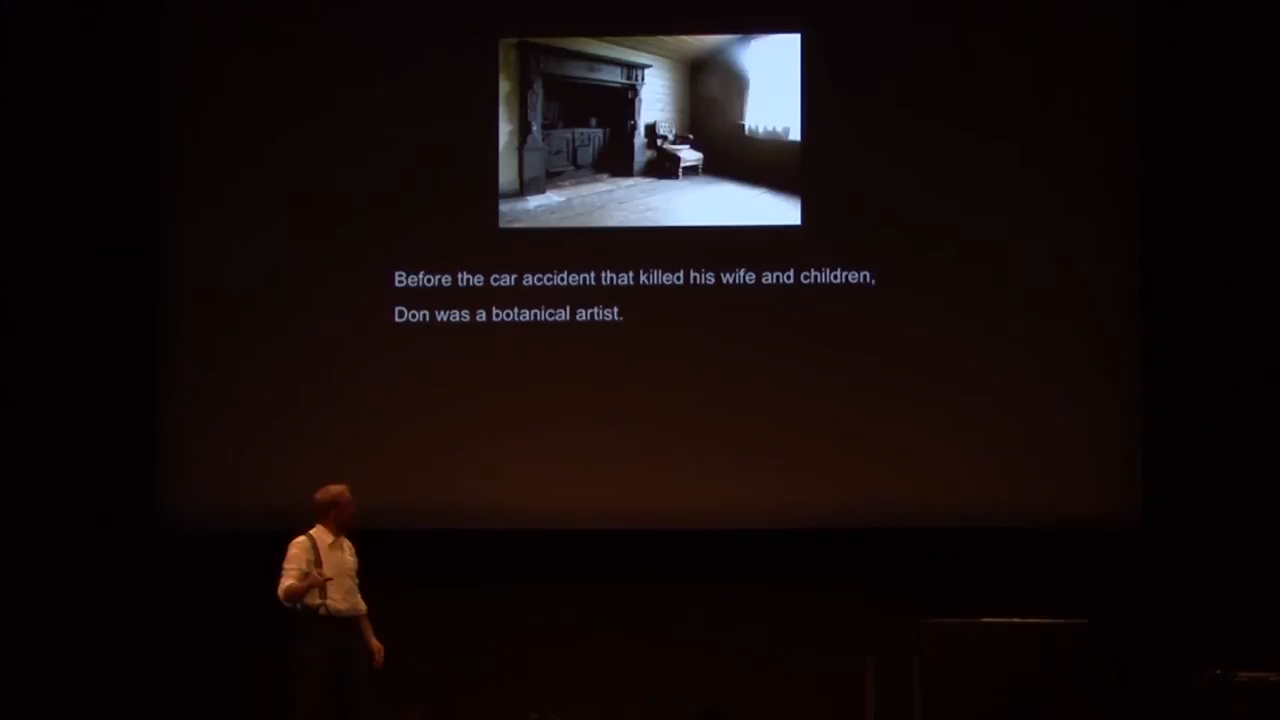 Before the car accident that killed his wife and children,
Don was a botanical artist.